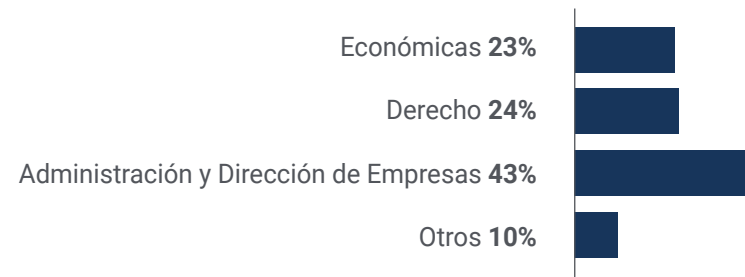 Económicas 23%
Derecho 24%
Administración y Dirección de Empresas 43%
Otros 10%